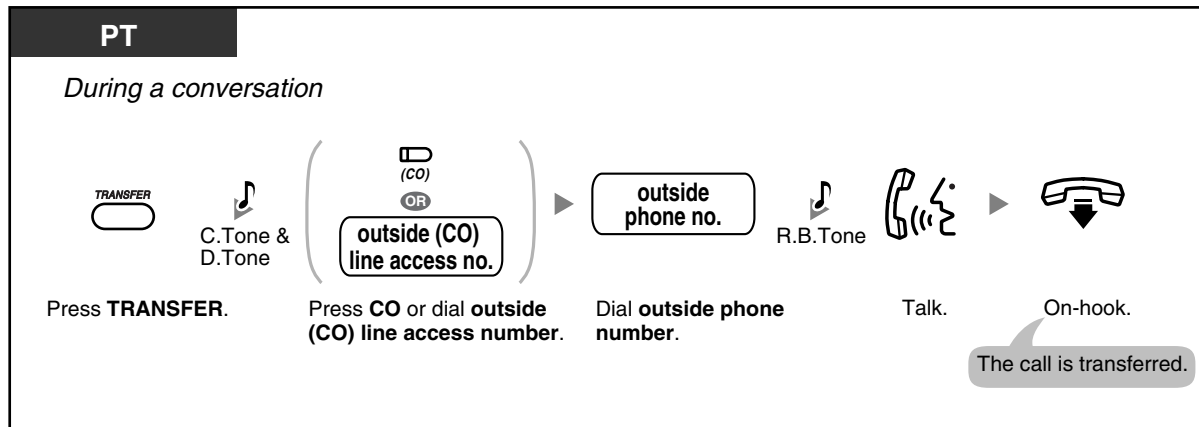 PT
During a conversation
TRANSFER
C.Tone &
D.Tone
(CO)
OR
outside (CO)
line access no.
outside
phone no.
R.B.Tone
Press TRANSFER.
Press CO or dial outside
(CO) line access number.
Dial outside phone
number.
Talk.
On-hook.
The call is transferred.